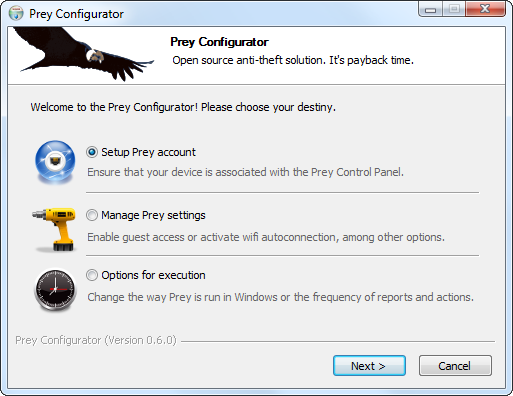 Prey Configurator
Prey Configurator
Open source anti-theft solution. It's payback time.
Welcome to the Prey Configurator! Please choose your destiny.
Setup Prey account
Ensure that your device is associated with the Prey Control Panel.
Manage Prey settings
Enable guest access or activate wifi autoconnection, among other options.
Options for execution
Change the way Prey is run in Windows or the frequency of reports and actions.
Prey Configurator (Version 0.6.0)
Next > Cancel